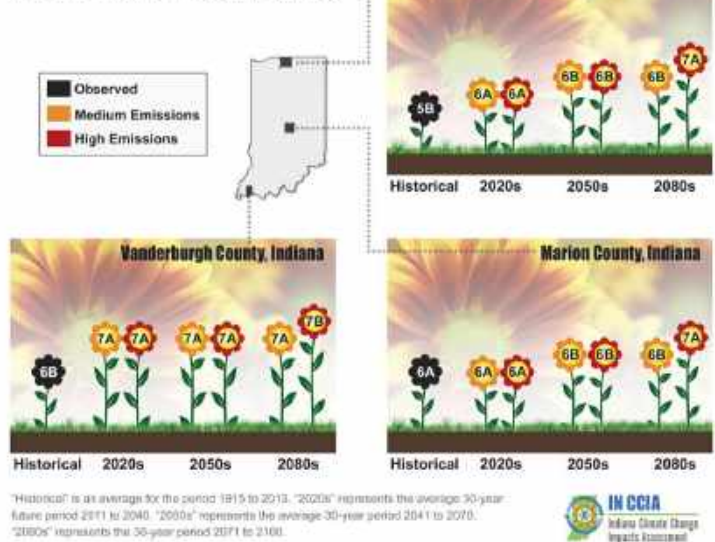 Observed
Medium Emissions
High Emissions
5B
6A 6A
6B 6B
6B 7A
Historical 2020s 2050s 2080s
Vanderburgh County, Indiana
6B
7A 7A
7A 7A
7A 7B
Historical 2020s 2050s 2080s
Marion County, Indiana
6A
6A 6A
6B 6B
6B 7A
Historical 2020s 2050s 2080s
"Historical" is an average for the period 1915 to 2013. "2020s" represents the average 30-year
future period 2011 to 2040. "2050s" represents the average 30-year period 2041 to 2070.
"2080s" represents the 30-year period 2071 to 2100.
IN CCIA
Indiana Climate Change
Impacts Assessment